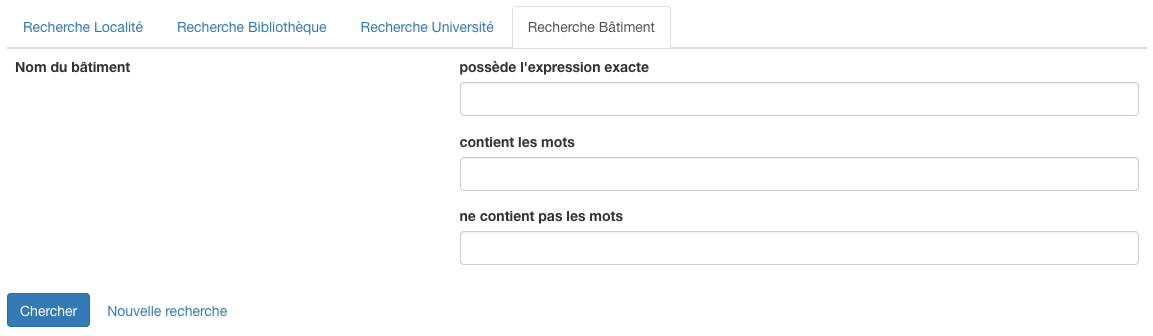 Recherche Localité Recherche Bibliothèque Recherche Université Recherche Bâtiment
Nom du bâtiment possède l'expression exacte
contient les mots
ne contient pas les mots
Chercher Nouvelle recherche